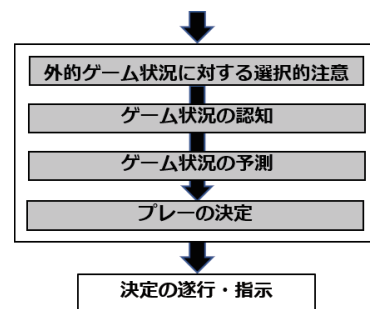 外的ゲーム状況に対する選択的注意
ゲーム状況の認知
ゲーム状況の予測
プレーの決定
決定の遂行・指示